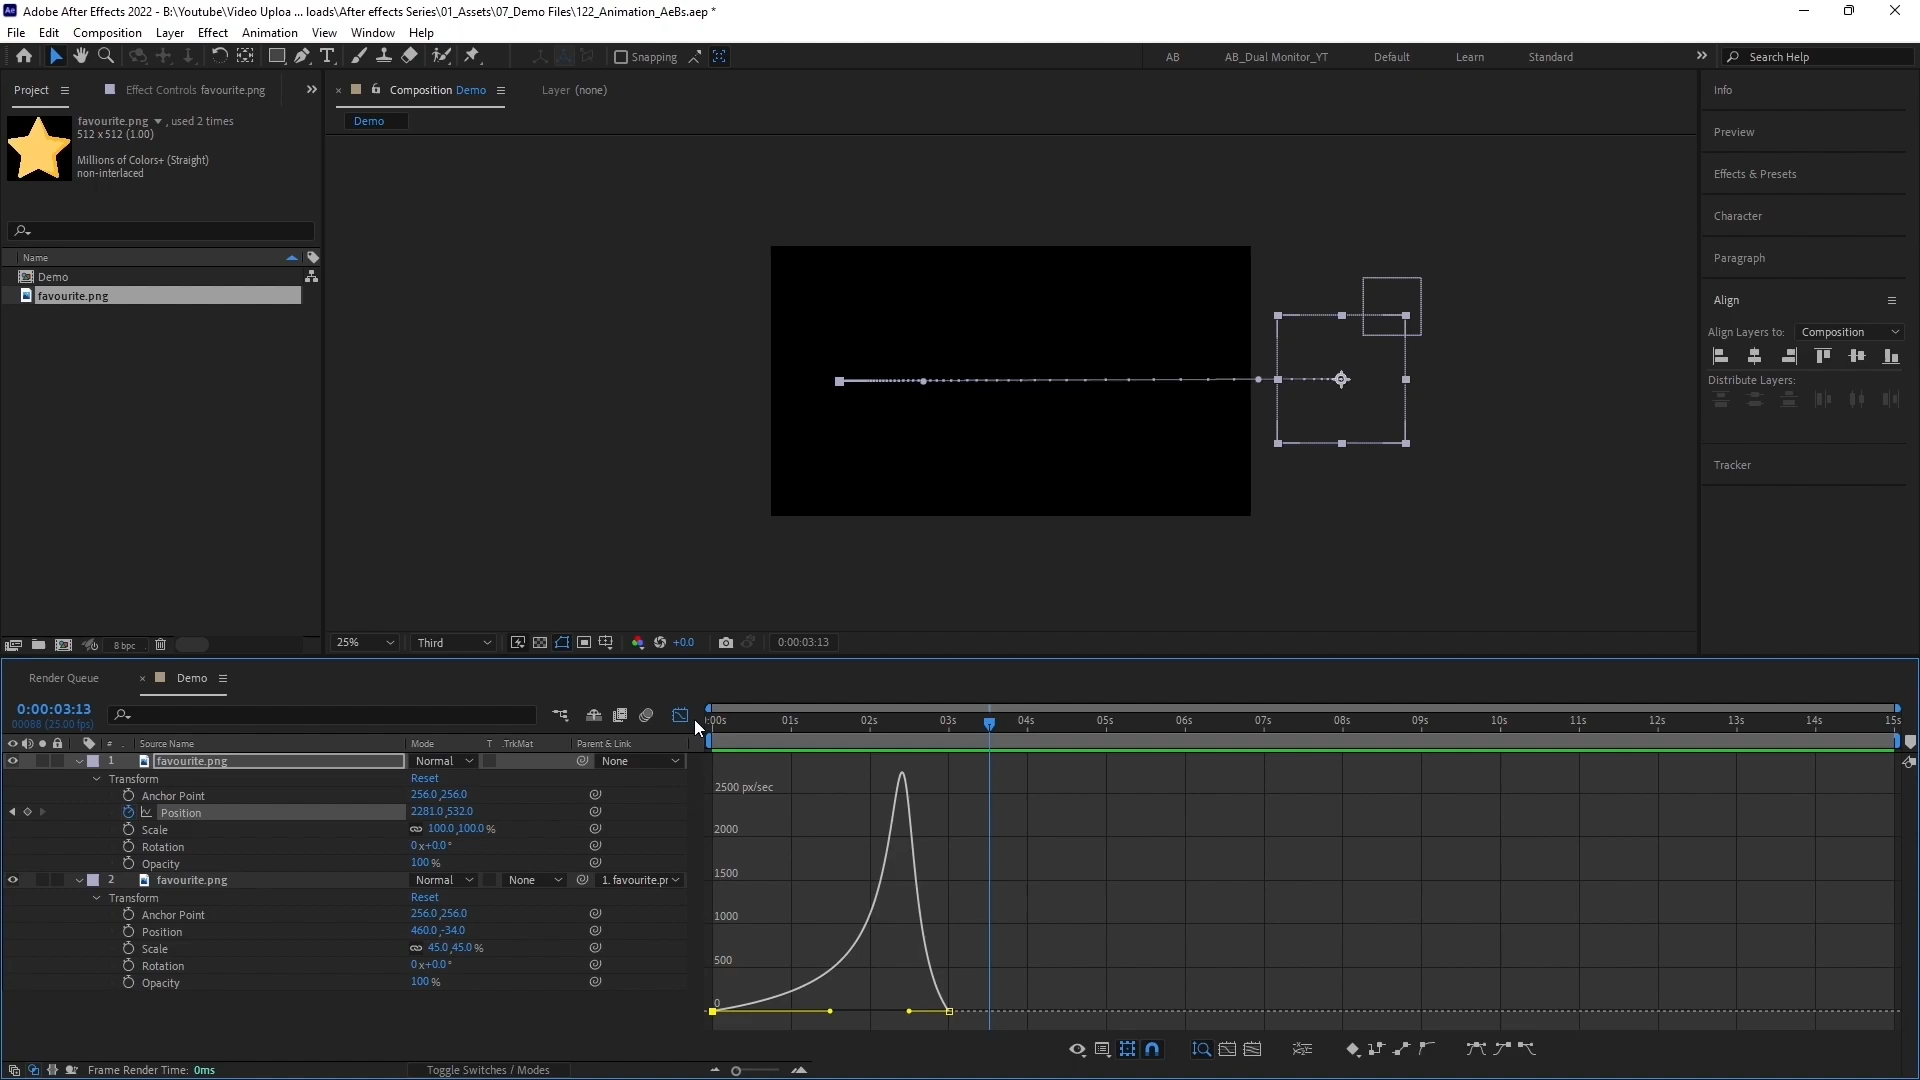 Adobe After Effects 2022 - B:\Youtube\Video Uploa ... loads\After effects Series\01_Assets\07_Demo Files\122_Animation_AeBs.aep *
File Edit Composition Layer Effect Animation View Window Help
Snapping
AB AB_Dual Monitor_YT Default Learn Standard Search Help
Project Effect Controls favourite.png
Composition Demo Layer (none)
Demo
favourite.png , used 2 times
512 x 512 (1.00)
Millions of Colors+ (Straight)
non-interlaced
Name
Demo
favourite.png
8 bpc
Info
Preview
Effects & Presets
Character
Paragraph
Align
Align Layers to: Composition
Distribute Layers:
Tracker
25% Third +0.0 0:00:03:13
Render Queue Demo
0:00:03:13
00088 (25.00 fps)
:00s 01s 02s 03s 04s 05s 06s 07s 08s 09s 10s 11s 12s 13s 14s 15s
# Source Name Mode T .TrkMat Parent & Link
1 favourite.png Normal None
Transform Reset
Anchor Point 256.0,256.0
Position 2281.0,532.0
Scale 100.0,100.0%
Rotation 0x+0.0°
Opacity 100%
2 favourite.png Normal None 1. favourite.pr
Transform Reset
Anchor Point 256.0,256.0
Position 460.0,-34.0
Scale 45.0,45.0%
Rotation 0x+0.0°
Opacity 100%
2500 px/sec
2000
1500
1000
500
0
Frame Render Time: 0ms Toggle Switches / Modes